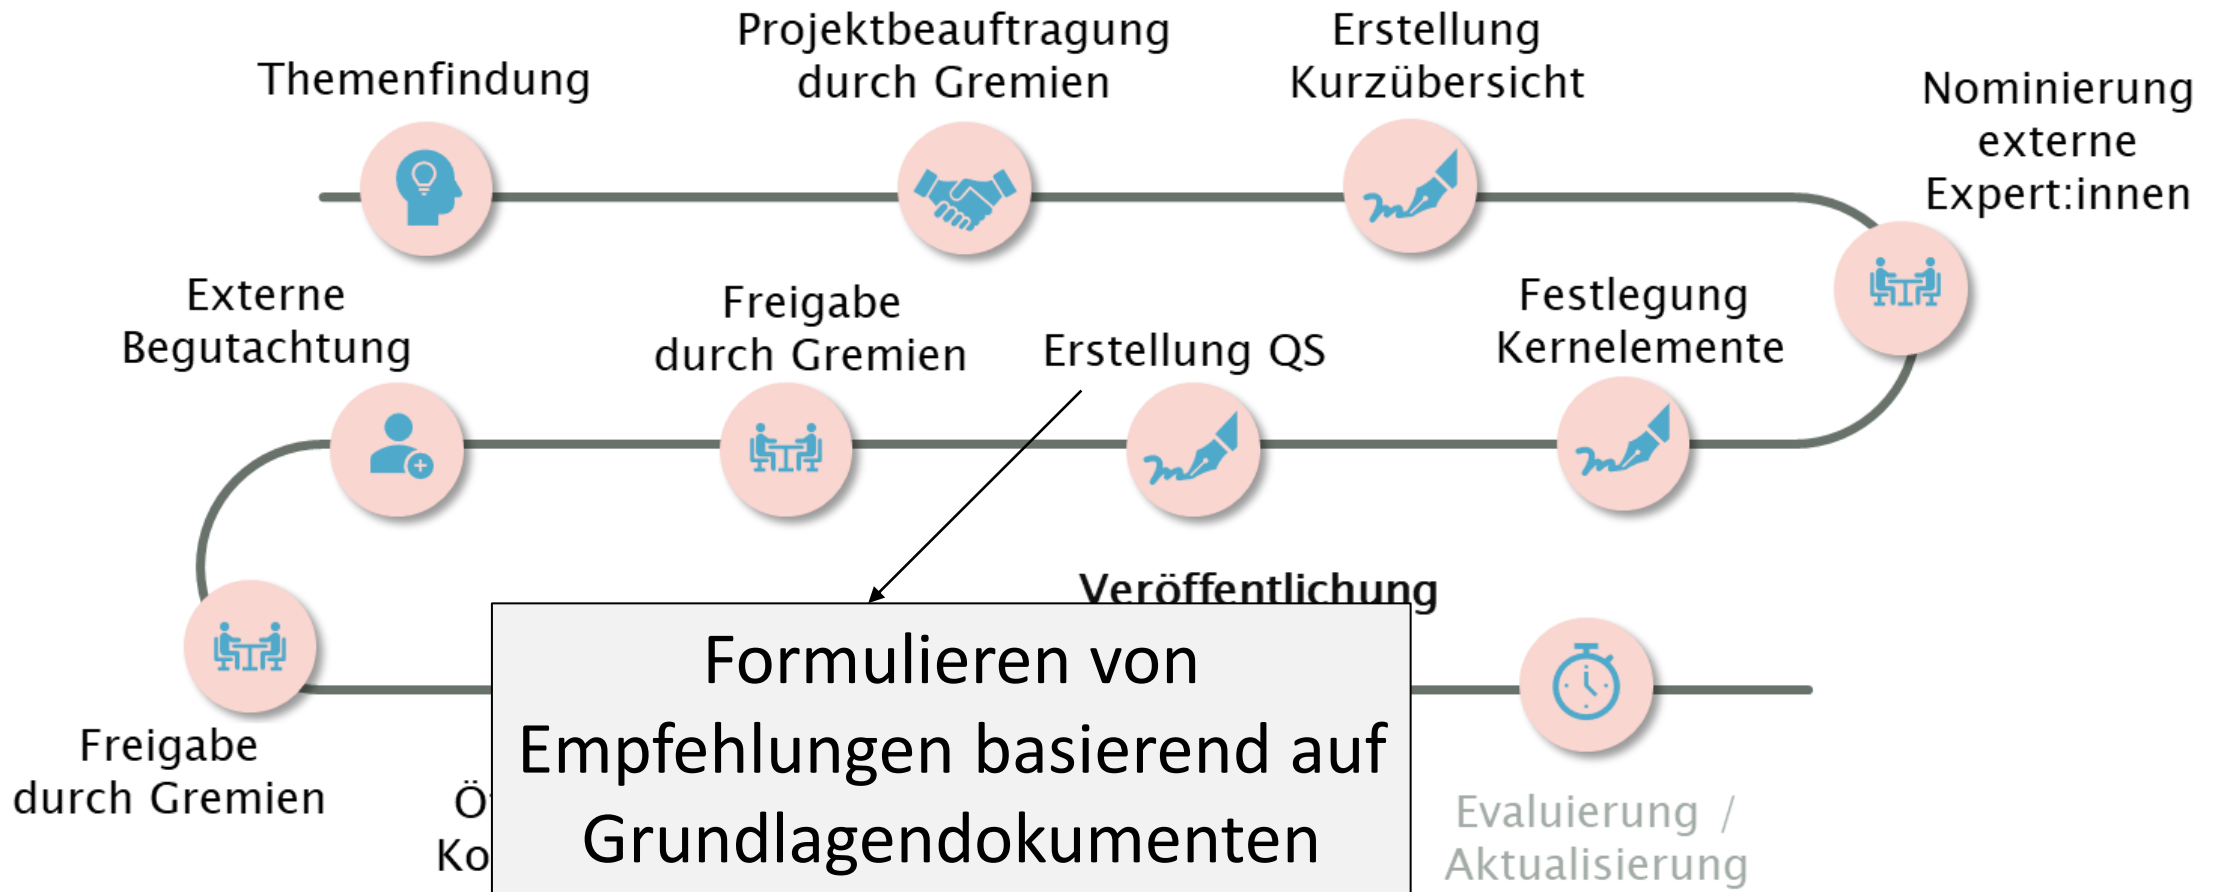 Themenfindung
Projektbeauftragung
durch Gremien
Erstellung
Kurzübersicht
Nominierung
externe
Expert:innen
Festlegung
Kernelemente
Erstellung QS
Freigabe
durch Gremien
Externe
Begutachtung
Freigabe
durch Gremien
Veröffentlichung
Formulieren von
Empfehlungen basierend auf
Grundlagendokumenten
Evaluierung /
Aktualisierung